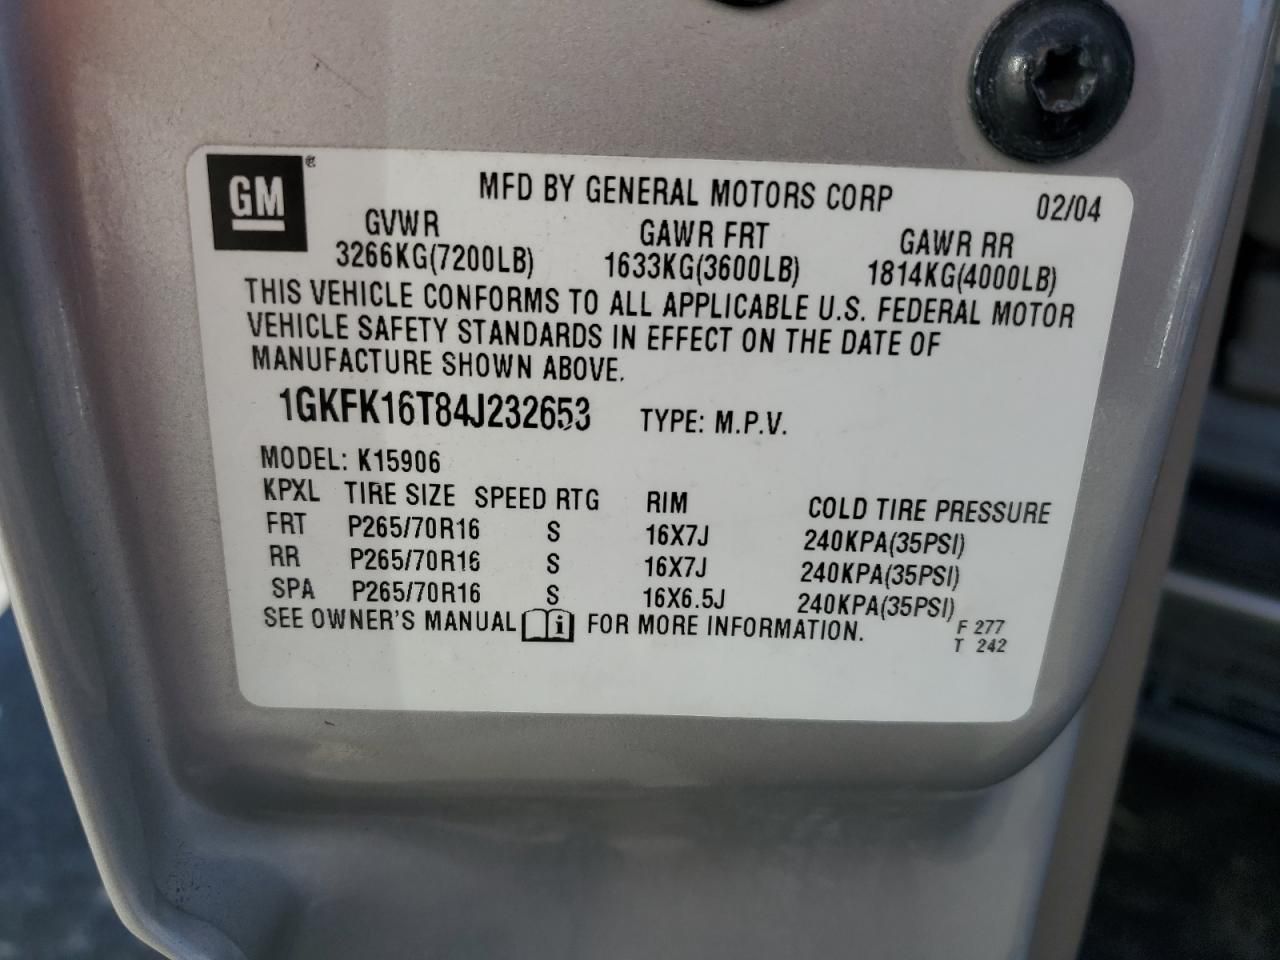 GM ®
MFD BY GENERAL MOTORS CORP 02/04
GVWR GAWR FRT GAWR RR
3266KG(7200LB) 1633KG(3600LB) 1814KG(4000LB)
THIS VEHICLE CONFORMS TO ALL APPLICABLE U.S. FEDERAL MOTOR
VEHICLE SAFETY STANDARDS IN EFFECT ON THE DATE OF
MANUFACTURE SHOWN ABOVE.
1GKFK16T84J232653 TYPE: M.P.V.
MODEL: K15906
KPXL TIRE SIZE SPEED RTG RIM COLD TIRE PRESSURE
FRT P265/70R16 S 16X7J 240KPA(35PSI)
RR P265/70R16 S 16X7J 240KPA(35PSI)
SPA P265/70R16 S 16X6.5J 240KPA(35PSI)
SEE OWNER'S MANUAL i FOR MORE INFORMATION.
F 277
T 242